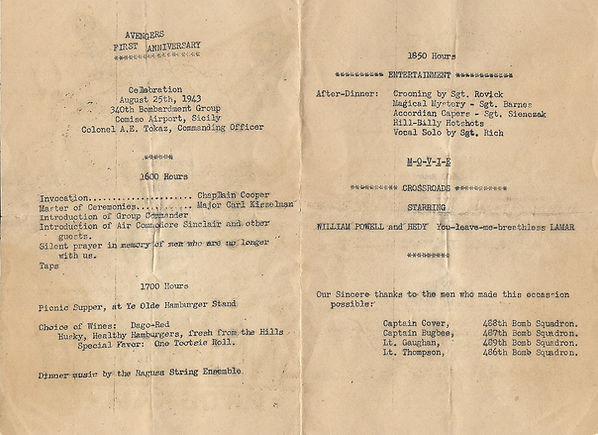 AVENGERS
FIRST ANNIVERSARY
******************
Celebration
August 25th, 1943
340th Bombardment Group
Comiso Airport, Sicily
Colonel A.E. Tokaz, Commanding Officer
******
1600 Hours
Invocation...................... Chaplain Cooper
Master of Ceremonies............ Major Carl Kisselman
Introduction of Group Commander
Introduction of Air Commodore Sinclair and other
guests.
Silent prayer in memory of men who are no longer
with us.
Taps
1700 Hours
Picnic Supper, at Ye Olde Hamburger Stand
Choice of Wines: Dago-Red
Husky, Healthy Hamburgers, fresh from the Hills
Special Favor: One Tootsie Roll.
Dinner music by the Ragusa String Ensemble
1850 Hours
*********** ENTERTAINMENT ************
After-Dinner: Crooning by Sgt. Rovick
Magical Mystery - Sgt. Barnes
Accordian Capers - Sgt. Sienczak
Hill-Billy Hotshots
Vocal Solo by Sgt. Rich
M-O-V-I-E
********** CROSSROADS ***********
STARRING
WILLIAM POWELL and HEDY You-leave-me-breathless LAMAR
*********
Our Sincere thanks to the men who made this occassion
possible:
Captain Cover, 488th Bomb Squadron.
Captain Bugbee, 487th Bomb Squadron.
Lt. Gaughan, 489th Bomb Squadron.
Lt. Thompson, 486th Bomb Squadron.